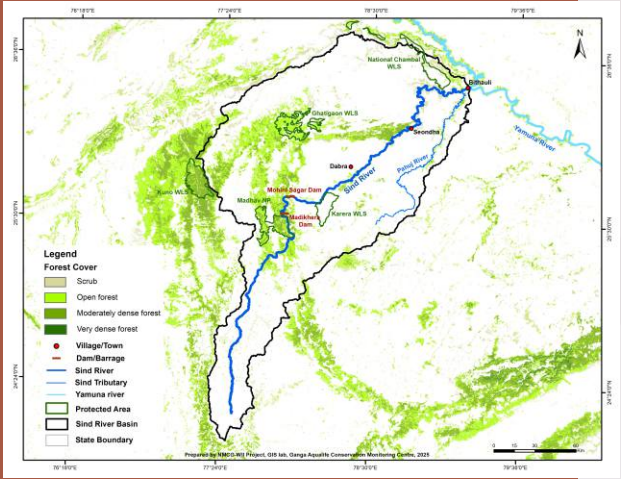 76°18'0"E
77°24'0"E
78°30'0"E
79°36'0"E
N
National Chambal
WLS
Bithauli
Ghatigaon WLS
Seondha
Yamuna River
Dabra
Pahuj River
Sind River
Kuno WLS
Mohini Sagar Dam
Madhav NP
Madikhera
Dam
Karera WLS
Legend
Forest Cover
Scrub
Open forest
Moderately dense forest
Very dense forest
Village/Town
Dam/Barrage
Sind River
Sind Tributary
Yamuna river
Protected Area
Sind River Basin
State Boundary
24°24'0"N
Prepared by NMCG-WII Project, GIS lab, Ganga Aqualife Conservation Monitoring Centre, 2025
77°24'0"E
78°30'0"E
79°36'0"E